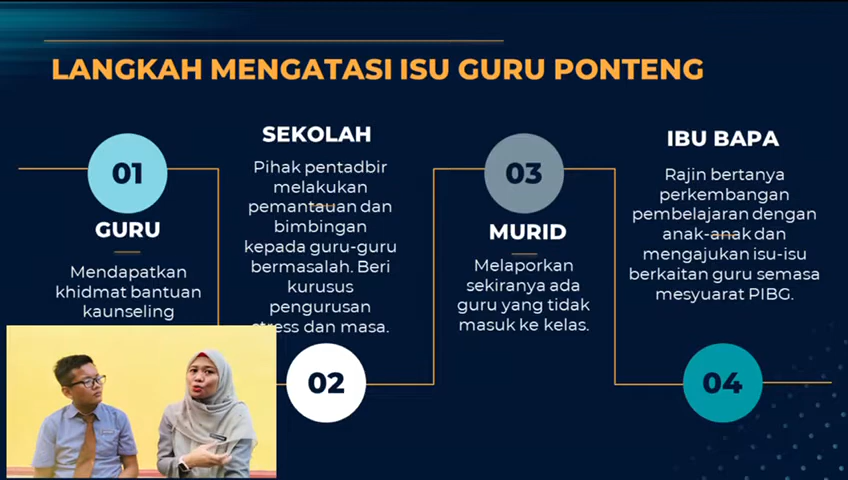 LANGKAH MENGATASI ISU GURU PONTENG
01
GURU
Mendapatkan
khidmat bantuan
kaunseling
SEKOLAH
Pihak pentadbir
melakukan
pemantauan dan
bimbingan
kepada guru-guru
bermasalah. Beri
kurusus
pengurusan
stress dan masa.
02
03
MURID
Melaporkan
sekiranya ada
guru yang tidak
masuk ke kelas.
IBU BAPA
Rajin bertanya
perkembangan
pembelajaran dengan
anak-anak dan
mengajukan isu-isu
berkaitan guru semasa
mesyuarat PIBG.
04